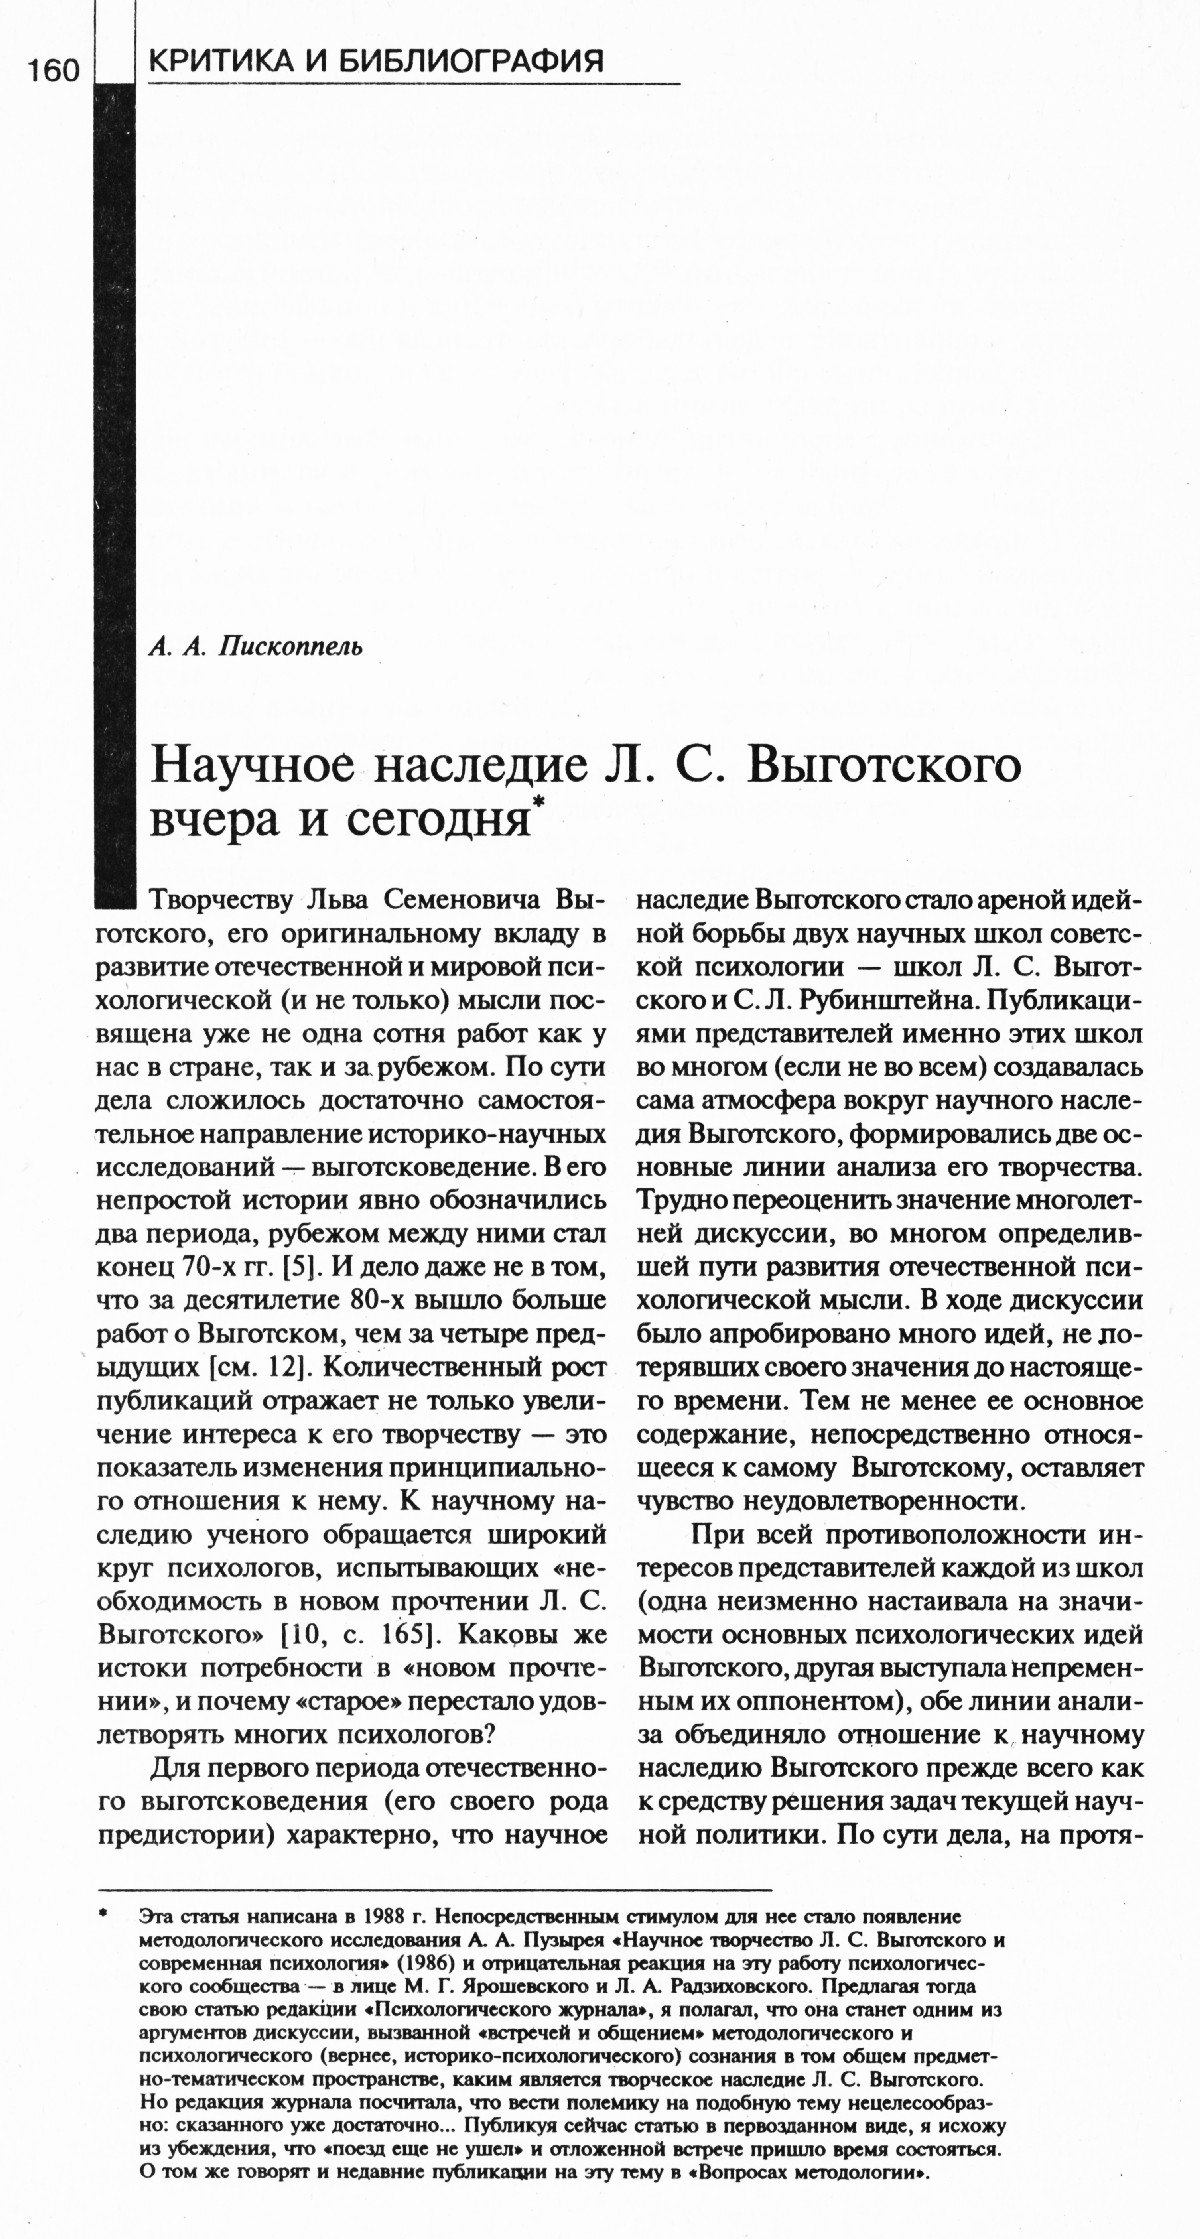 160
КРИТИКА И БИБЛИОГРАФИЯ
А. А. Пископпель
Научное наследие Л. С. Выготского
вчера и сегодня*
Творчеству Льва Семеновича Вы-
готского, его оригинальному вкладу в
развитие отечественной и мировой пси-
хологической (и не только) мысли пос-
вящена уже не одна сотня работ как у
нас в стране, так и за рубежом. По сути
дела сложилось достаточно самостоя-
тельное направление историко-научных
исследований — выготсковедение. В его
непростой истории явно обозначились
два периода, рубежом между ними стал
конец 70-х гг. [5]. И дело даже не в том,
что за десятилетие 80-х вышло больше
работ о Выготском, чем за четыре пред-
ыдущих [см. 12]. Количественный рост
публикаций отражает не только увели-
чение интереса к его творчеству — это
показатель изменения принципиально-
го отношения к нему. К научному на-
следию ученого обращается широкий
круг психологов, испытывающих «не-
обходимость в новом прочтении Л. С.
Выготского» [10, с. 165]. Каковы же
истоки потребности в «новом прочте-
нии», и почему «старое» перестало удов-
летворять многих психологов?
Для первого периода отечественно-
го выготсковедения (его своего рода
предистории) характерно, что научное
наследие Выготского стало ареной идей-
ной борьбы двух научных школ советс-
кой психологии — школ Л. С. Выгот-
ского и С. Л. Рубинштейна. Публикаци-
ями представителей именно этих школ
во многом (если не во всем) создавалась
сама атмосфера вокруг научного насле-
дия Выготского, формировались две ос-
новные линии анализа его творчества.
Трудно переоценить значение многолет-
ней дискуссии, во многом определив-
шей пути развития отечественной пси-
хологической мысли. В ходе дискуссии
было апробировано много идей, не по-
терявших своего значения до настояще-
го времени. Тем не менее ее основное
содержание, непосредственно относя-
щееся к самому Выготскому, оставляет
чувство неудовлетворенности.
При всей противоположности ин-
тересов представителей каждой из школ
(одна неизменно настаивала на значи-
мости основных психологических идей
Выготского, другая выступала непремен-
ным их оппонентом), обе линии анали-
за объединяло отношение к научному
наследию Выготского прежде всего как
к средству решения задач текущей науч-
ной политики. По сути дела, на протя-
* Эта статья написана в 1988 г. Непосредственным стимулом для нее стало появление
методологического исследования А. А. Пузырея «Научное творчество Л. С. Выготского и
современная психология» (1986) и отрицательная реакция на эту работу психологичес-
кого сообщества — в лице М. Г. Ярошевского и Л. А. Радзиховского. Предлагая тогда
свою статью редакции «Психологического журнала», я полагал, что она станет одним из
аргументов дискуссии, вызванной «встречей и общением» методологического и
психологического (вернее, историко-психологического) сознания в том общем предмет-
но-тематическом пространстве, каким является творческое наследие Л. С. Выготского.
Но редакция журнала посчитала, что вести полемику на подобную тему нецелесообраз-
но: сказанного уже достаточно... Публикуя сейчас статью в первозданном виде, я исхожу
из убеждения, что «поезд еще не ушел» и отложенной встрече пришло время состояться.
О том же говорят и недавние публикации на эту тему в «Вопросах методологии».